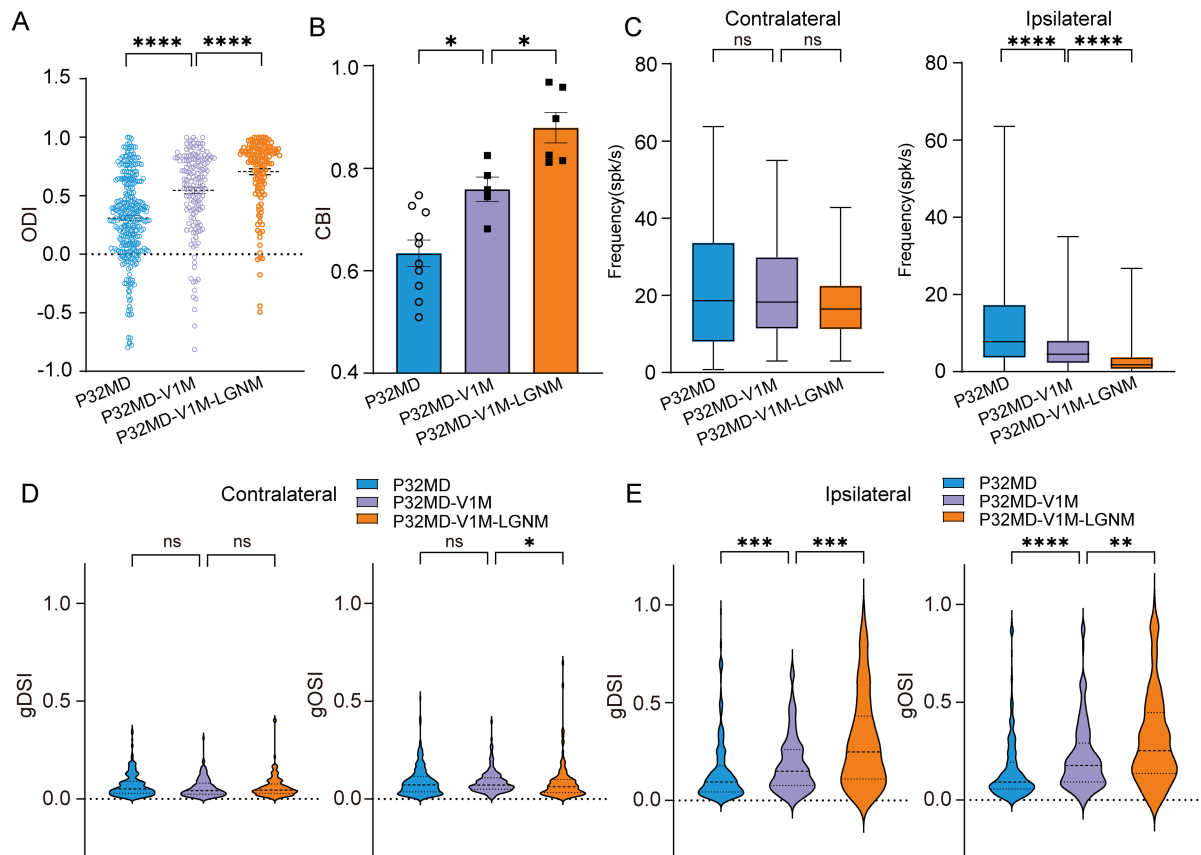 A
**** ****
ODI
1.5
1.0
0.5
0.0
-0.5
-1.0
P32MD
P32MD-V1M
P32MD-V1M-LGNM
B
* *
CBI
1.0
0.8
0.6
0.4
P32MD
P32MD-V1M
P32MD-V1M-LGNM
C
Contralateral
ns ns
Frequency(spk/s)
80
60
40
20
0
P32MD
P32MD-V1M
P32MD-V1M-LGNM
Ipsilateral
**** ****
Frequency(spk/s)
80
60
40
20
0
P32MD
P32MD-V1M
P32MD-V1M-LGNM
D
Contralateral
P32MD
P32MD-V1M
P32MD-V1M-LGNM
ns ns
gDSI
1.0
0.5
0.0
ns *
gOSI
1.0
0.5
0.0
E
Ipsilateral
P32MD
P32MD-V1M
P32MD-V1M-LGNM
*** ***
gDSI
1.0
0.5
0.0
**** **
gOSI
1.0
0.5
0.0